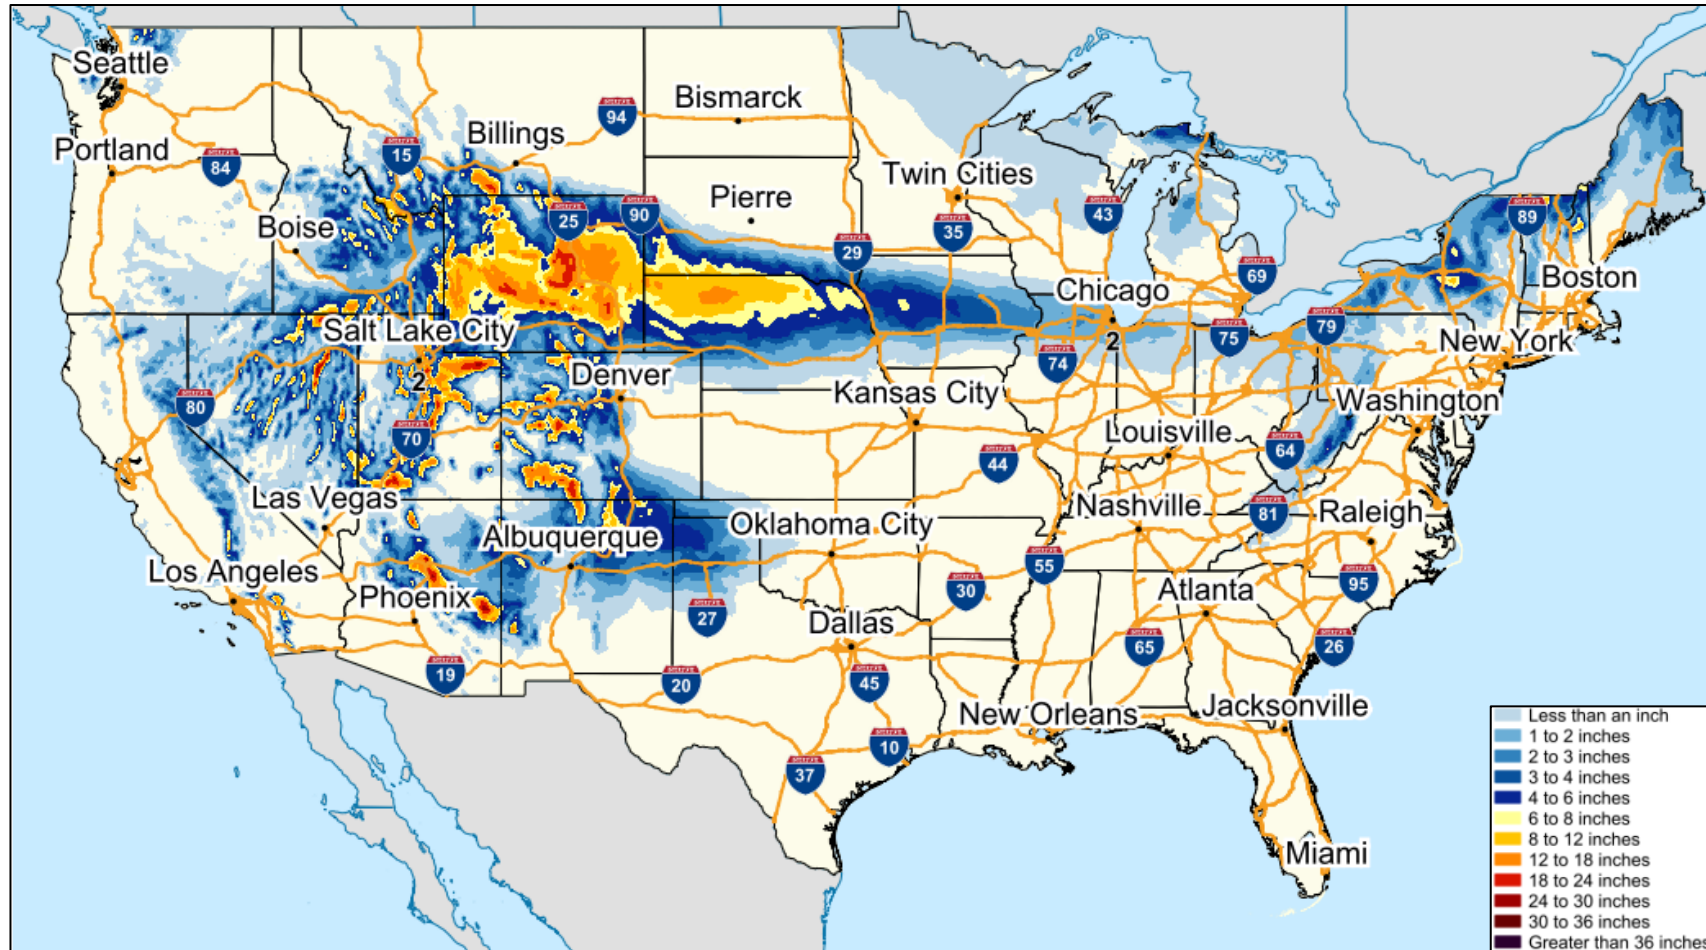 Seattle
Bismarck
94
Billings
Portland
15
84
Twin Cities
Pierre
89
43
25
90
Boise
35
29
69
Boston
Chicago
Salt Lake City
79
75
2
New York
74
Denver
2
Kansas City
Washington
80
70
Louisville
64
44
Las Vegas
Nashville
81
Raleigh
Oklahoma City
Albuquerque
55
Los Angeles
95
30
Atlanta
Phoenix
27
Dallas
65
26
19
20
45
New Orleans
Jacksonville
10
37
Miami
Less than an inch
1 to 2 inches
2 to 3 inches
3 to 4 inches
4 to 6 inches
6 to 8 inches
8 to 12 inches
12 to 18 inches
18 to 24 inches
24 to 30 inches
30 to 36 inches
Greater than 36 inches